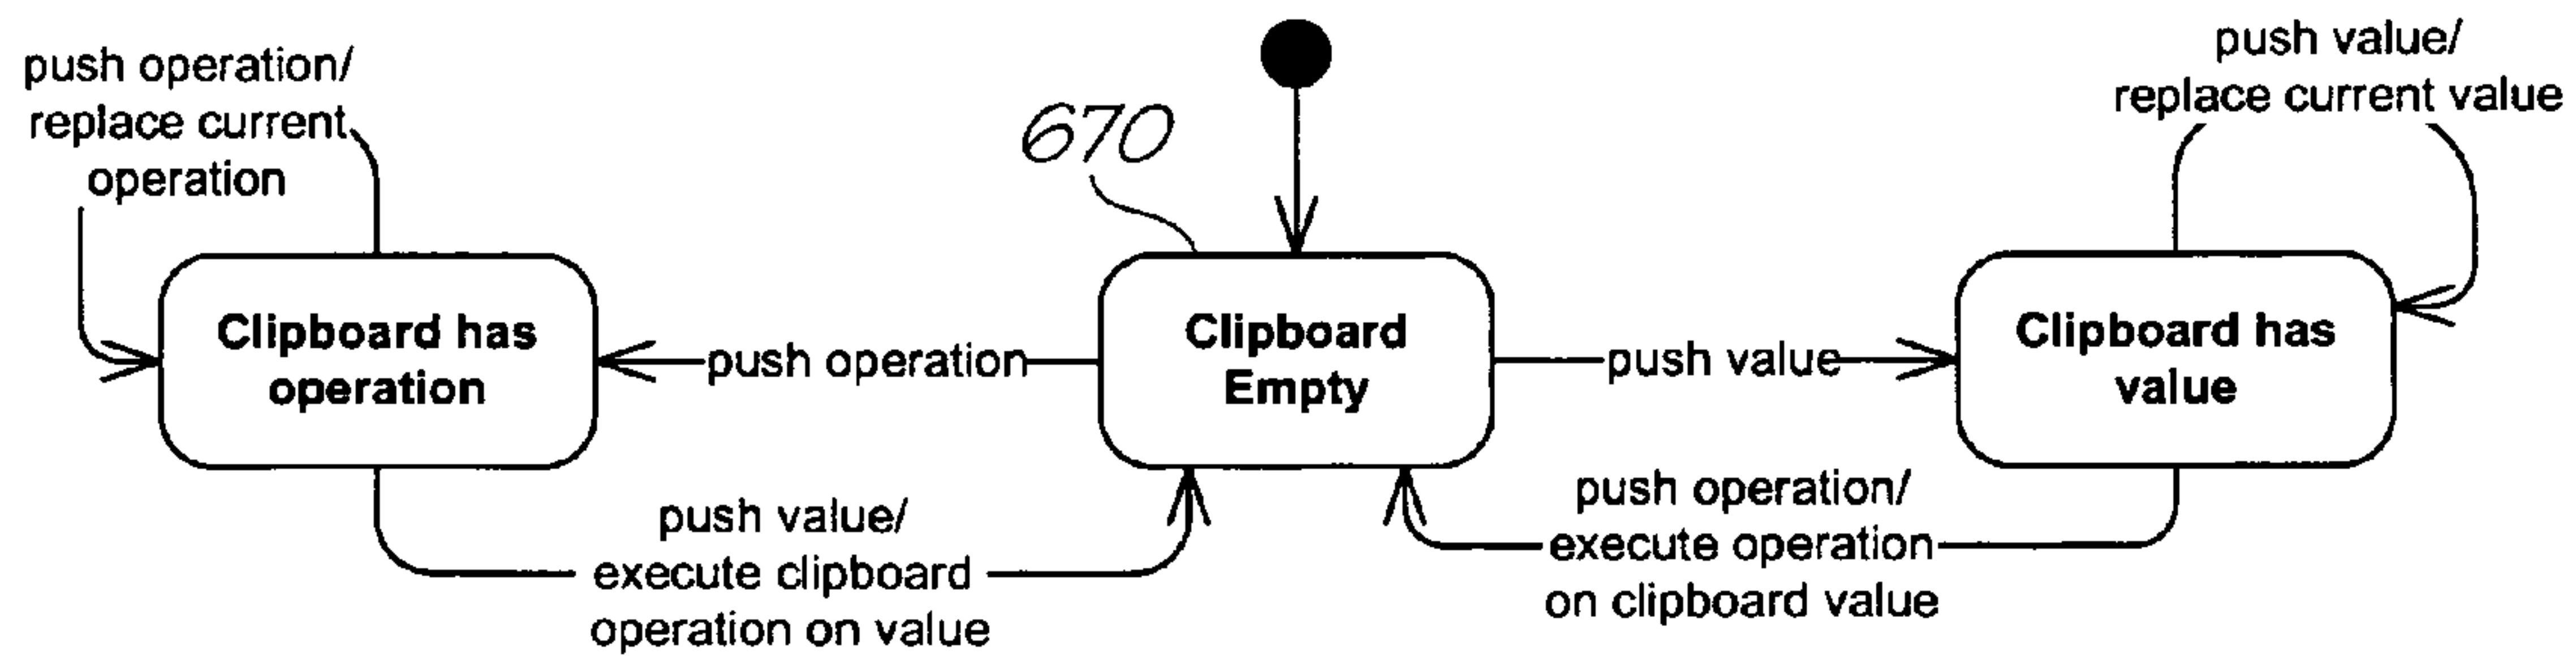 push operation/
replace current
operation
670
push value/
replace current value
Clipboard has
operation
push operation
Clipboard
Empty
push value
Clipboard has
value
push value/
execute clipboard
operation on value
push operation/
execute operation
on clipboard value